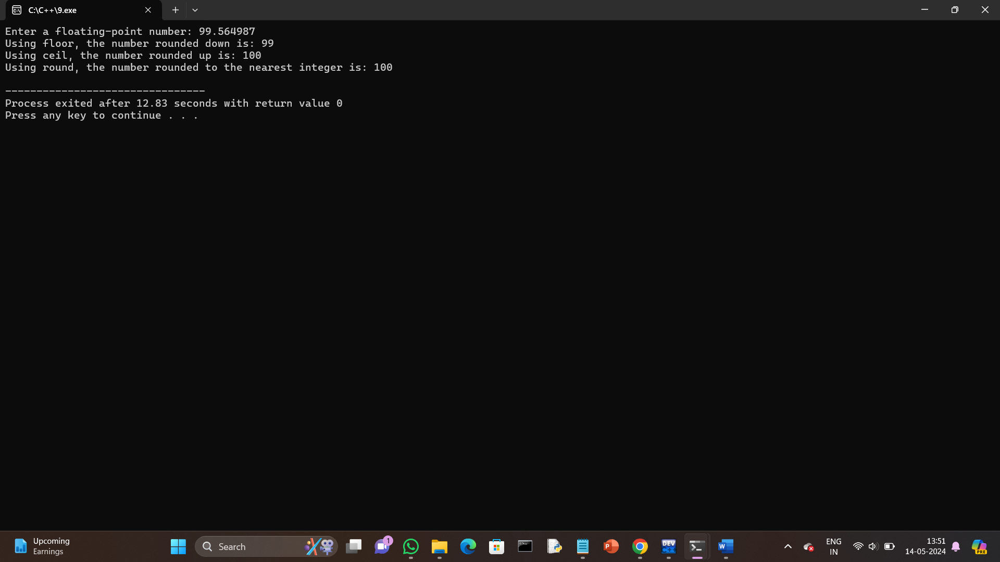 C:\C++\9.exe
Enter a floating-point number: 99.564987
Using floor, the number rounded down is: 99
Using ceil, the number rounded up is: 100
Using round, the number rounded to the nearest integer is: 100
--------------------------------
Process exited after 12.83 seconds with return value 0
Press any key to continue . . .
Upcoming
Earnings
Search
1
P
DEV
C++
W
ENG
IN
13:51
14-05-2024
PRE